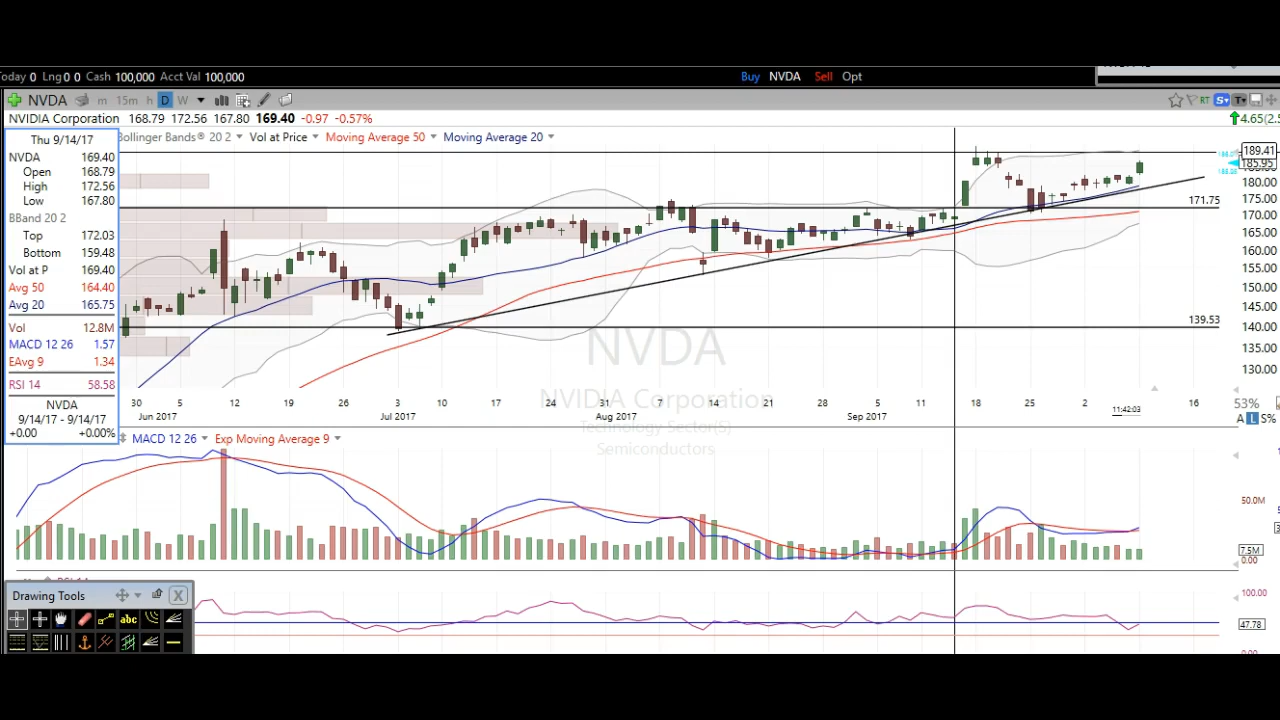 Today 0 Lng 0 0 Cash 100,000 Acct Val 100,000 Buy NVDA Sell Opt
NVDA m 15m h D W RT S T
NVIDIA Corporation 168.79 172.56 167.80 169.40 -0.97 -0.57%
4.65(2.5
Bollinger Bands® 20 2 Vol at Price Moving Average 50 Moving Average 20
Thu 9/14/17
NVDA 169.40
Open 168.79
High 172.56
Low 167.80
BBand 20 2
Top 172.03
Bottom 159.48
Vol at P 169.40
Avg 50 164.40
Avg 20 165.75
Vol 12.8M
MACD 12 26 1.57
EAvg 9 1.34
RSI 14 58.58
NVDA
9/14/17 - 9/14/17
+0.00 +0.00%
189.41
185.95
180.00
175.00
171.75
170.00
165.00
160.00
155.00
150.00
145.00
139.53
140.00
135.00
130.00
NVDA
NVIDIA Corporation
Technology Sector(S)
Semiconductors
30 5 12 19 26 3 10 17 24 31 7 14 21 28 5 11 18 25 2 16
Jun 2017 Jul 2017 Aug 2017 Sep 2017 11:42:03
53%
A L S%
MACD 12 26 Exp Moving Average 9
50.0M
7.5M
0.00
RSI 14
Drawing Tools X
abc
100.00
47.78
0.00